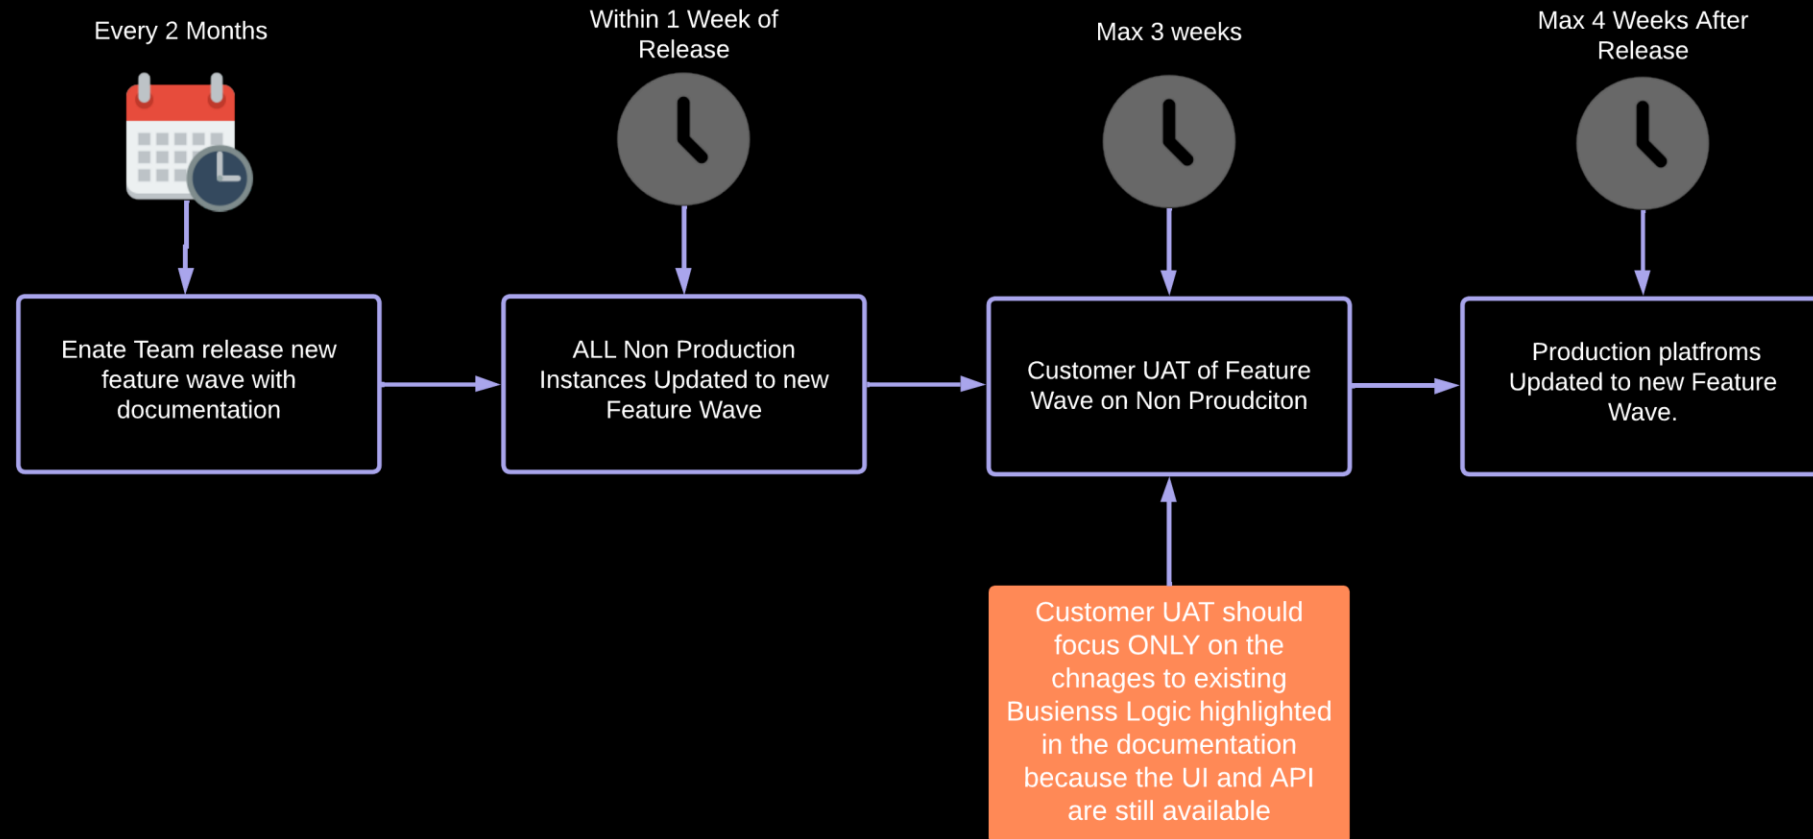 Every 2 Months
Within 1 Week of
Release
Max 3 weeks
Max 4 Weeks After
Release
Enate Team release new
feature wave with
documentation
ALL Non Production
Instances Updated to new
Feature Wave
Customer UAT of Feature
Wave on Non Proudciton
Production platfroms
Updated to new Feature
Wave.
Customer UAT should
focus ONLY on the
chnages to existing
Busienss Logic highlighted
in the documentation
because the UI and API
are still available